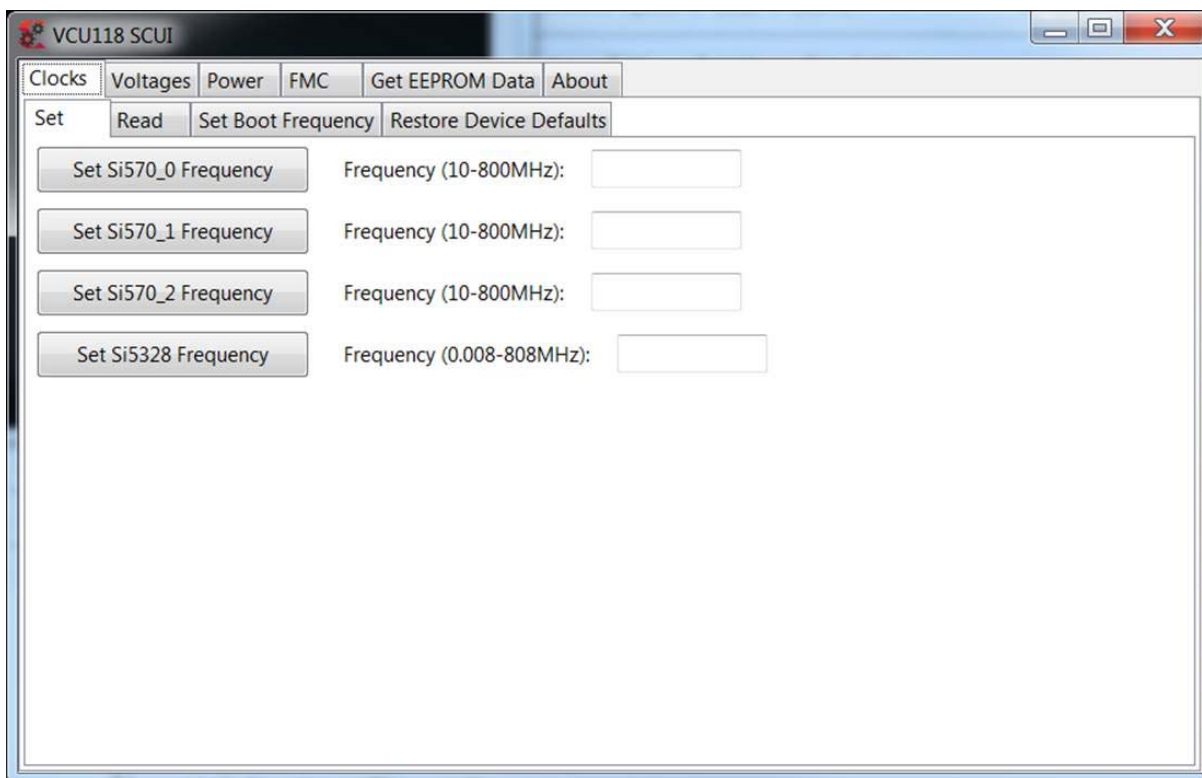 VCU118 SCUI
Clocks Voltages Power FMC Get EEPROM Data About
Set Read Set Boot Frequency Restore Device Defaults
Set Si570_0 Frequency Frequency (10-800MHz):
Set Si570_1 Frequency Frequency (10-800MHz):
Set Si570_2 Frequency Frequency (10-800MHz):
Set Si5328 Frequency Frequency (0.008-808MHz):